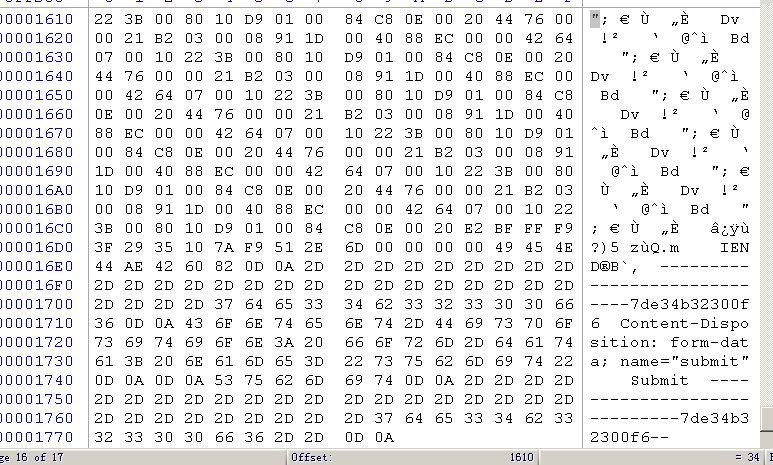 00001610 22 3B 00 80 10 D9 01 00 84 C8 0E 00 20 44 76 00 "; € Ù „È Dv
00001620 00 21 B2 03 00 08 91 1D 00 40 88 EC 00 00 42 64 !² ‘ @ˆì Bd
00001630 07 00 10 22 3B 00 80 10 D9 01 00 84 C8 0E 00 20 "; € Ù „È
00001640 44 76 00 00 21 B2 03 00 08 91 1D 00 40 88 EC 00 Dv !² ‘ @ˆì
00001650 00 42 64 07 00 10 22 3B 00 80 10 D9 01 00 84 C8 Bd "; € Ù „È
00001660 0E 00 20 44 76 00 00 21 B2 03 00 08 91 1D 00 40 Dv !² ‘ @
00001670 88 EC 00 00 42 64 07 00 10 22 3B 00 80 10 D9 01 ˆì Bd "; € Ù
00001680 00 84 C8 0E 00 20 44 76 00 00 21 B2 03 00 08 91 „È Dv !² ‘
00001690 1D 00 40 88 EC 00 00 42 64 07 00 10 22 3B 00 80 @ˆì Bd "; €
000016A0 10 D9 01 00 84 C8 0E 00 20 44 76 00 00 21 B2 03 Ù „È Dv !²
000016B0 00 08 91 1D 00 40 88 EC 00 00 42 64 07 00 10 22 ‘ @ˆì Bd "
000016C0 3B 00 80 10 D9 01 00 84 C8 0E 00 20 E2 BF FF F9 ; € Ù „È â¿ÿù
000016D0 3F 29 35 10 7A F9 51 2E 6D 00 00 00 00 49 45 4E ?)5 zùQ.m IEN
000016E0 44 AE 42 60 82 0D 0A 2D 2D 2D 2D 2D 2D 2D 2D 2D D®B`‚ ---------
000016F0 2D 2D 2D 2D 2D 2D 2D 2D 2D 2D 2D 2D 2D 2D 2D 2D ----------------
00001700 2D 2D 2D 2D 37 64 65 33 34 62 33 32 33 30 30 66 ----7de34b32300f
00001710 36 0D 0A 43 6F 6E 74 65 6E 74 2D 44 69 73 70 6F 6 Content-Dispo
00001720 73 69 74 69 6F 6E 3A 20 66 6F 72 6D 2D 64 61 74 sition: form-dat
00001730 61 3B 20 6E 61 6D 65 3D 22 73 75 62 6D 69 74 22 a; name="submit"
00001740 0D 0A 0D 0A 53 75 62 6D 69 74 0D 0A 2D 2D 2D 2D Submit ----
00001750 2D 2D 2D 2D 2D 2D 2D 2D 2D 2D 2D 2D 2D 2D 2D 2D ----------------
00001760 2D 2D 2D 2D 2D 2D 2D 2D 2D 37 64 65 33 34 62 33 ---------7de34b3
00001770 32 33 30 30 66 36 2D 2D 0D 0A 2300f6--
ge 16 of 17 Offset: 1610 = 34